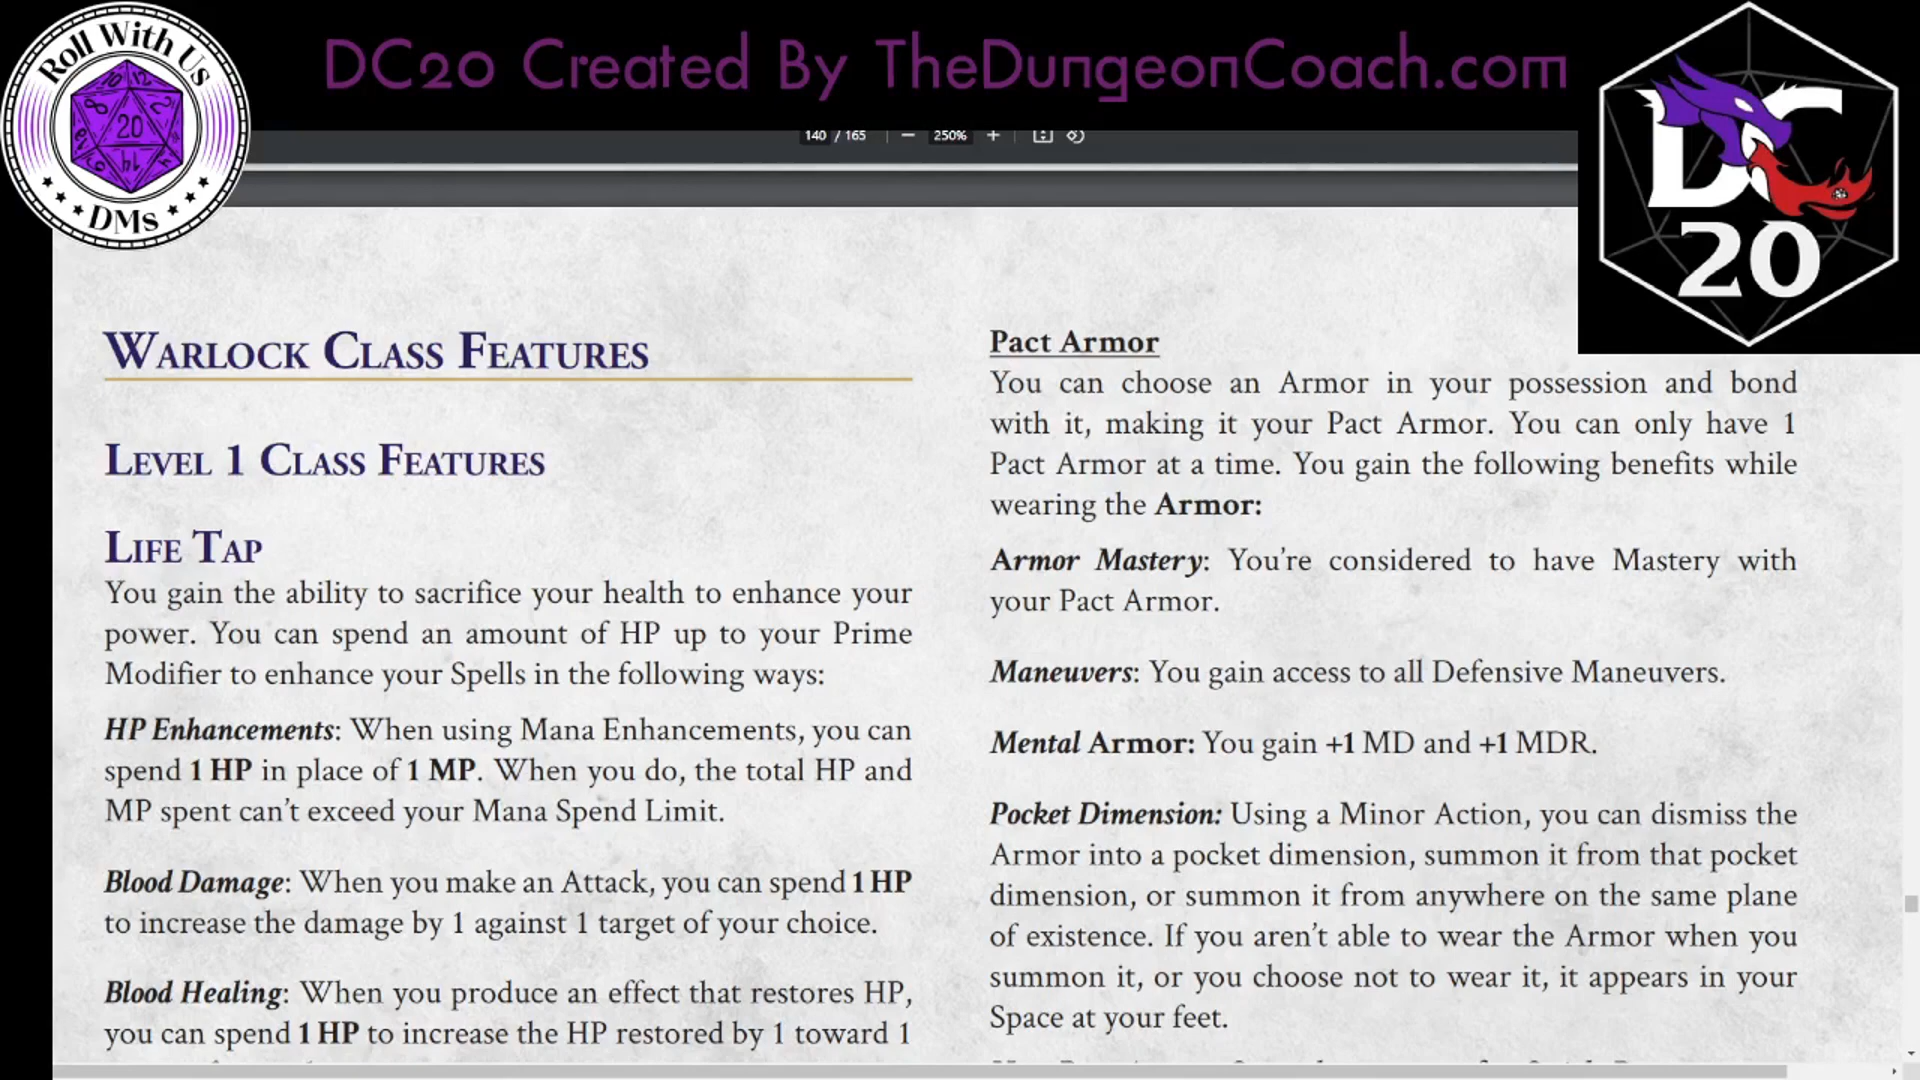 Roll With Us
DMs
20
DC20 Created By TheDungeonCoach.com
DC
20
140 / 165
250%
WARLOCK CLASS FEATURES
LEVEL 1 CLASS FEATURES
LIFE TAP
You gain the ability to sacrifice your health to enhance your
power. You can spend an amount of HP up to your Prime
Modifier to enhance your Spells in the following ways:
HP Enhancements: When using Mana Enhancements, you can
spend 1 HP in place of 1 MP. When you do, the total HP and
MP spent can't exceed your Mana Spend Limit.
Blood Damage: When you make an Attack, you can spend 1 HP
to increase the damage by 1 against 1 target of your choice.
Blood Healing: When you produce an effect that restores HP,
you can spend 1 HP to increase the HP restored by 1 toward 1
Pact Armor
You can choose an Armor in your possession and bond
with it, making it your Pact Armor. You can only have 1
Pact Armor at a time. You gain the following benefits while
wearing the Armor:
Armor Mastery: You're considered to have Mastery with
your Pact Armor.
Maneuvers: You gain access to all Defensive Maneuvers.
Mental Armor: You gain +1 MD and +1 MDR.
Pocket Dimension: Using a Minor Action, you can dismiss the
Armor into a pocket dimension, summon it from that pocket
dimension, or summon it from anywhere on the same plane
of existence. If you aren't able to wear the Armor when you
summon it, or you choose not to wear it, it appears in your
Space at your feet.